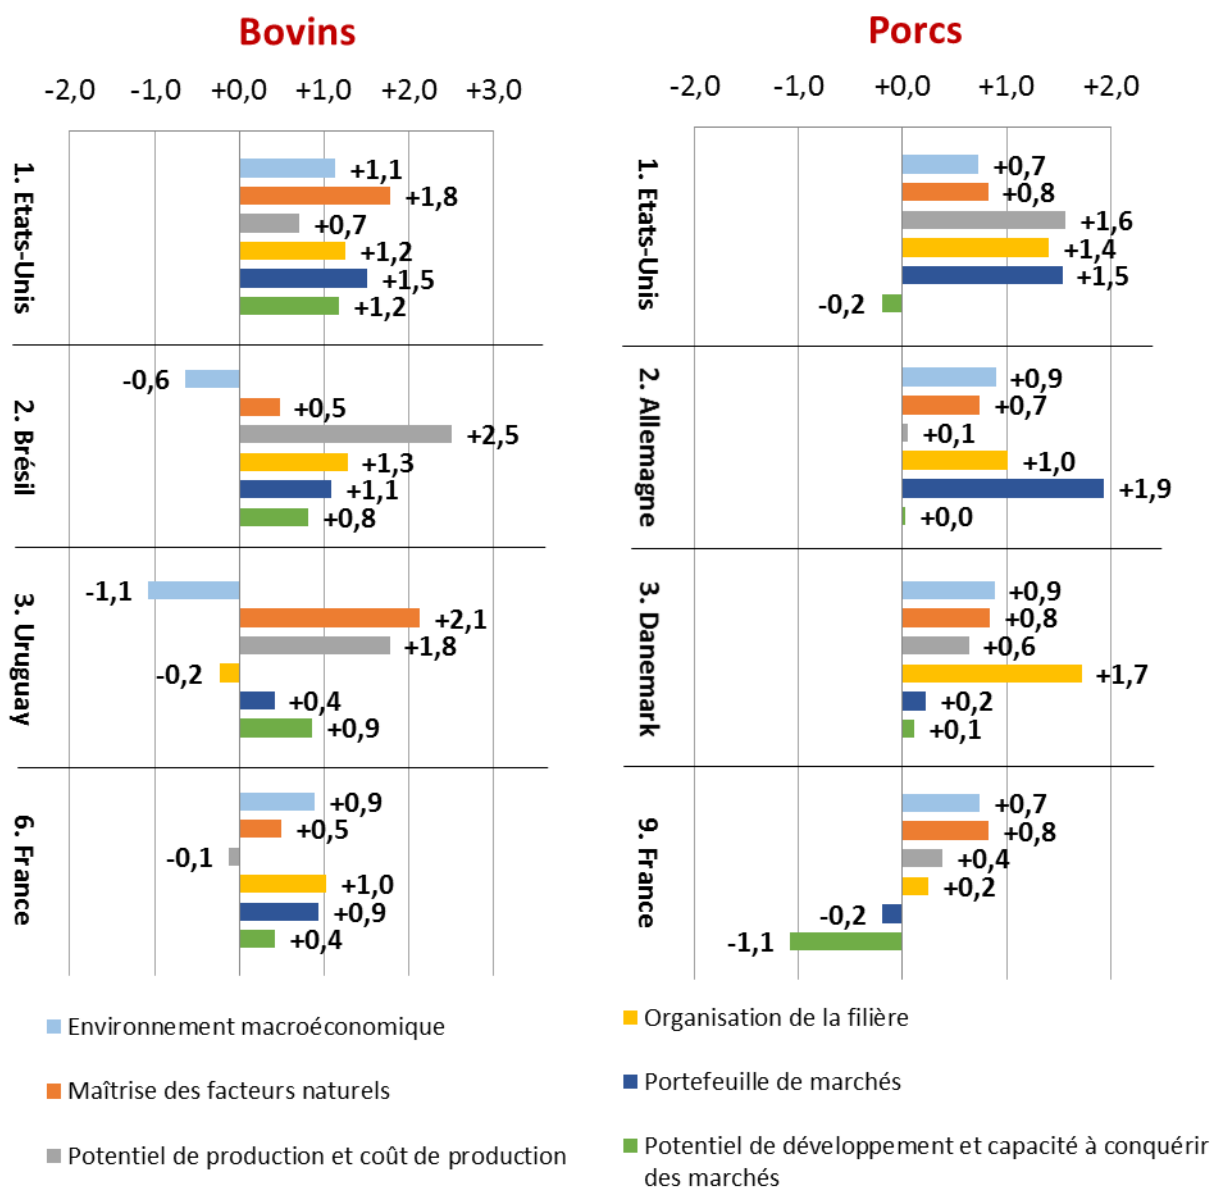 Bovins
-2,0 -1,0 +0,0 +1,0 +2,0 +3,0
1. Etats-Unis
+1,1
+1,8
+0,7
+1,2
+1,5
+1,2
2. Brésil
-0,6
+0,5
+2,5
+1,3
+1,1
+0,8
3. Uruguay
-1,1
+2,1
+1,8
-0,2
+0,4
+0,9
6. France
+0,9
+0,5
-0,1
+1,0
+0,9
+0,4
Porcs
-2,0 -1,0 +0,0 +1,0 +2,0
1. Etats-Unis
+0,7
+0,8
+1,6
+1,4
+1,5
-0,2
2. Allemagne
+0,9
+0,7
+0,1
+1,0
+1,9
+0,0
3. Danemark
+0,9
+0,8
+0,6
+1,7
+0,2
+0,1
9. France
+0,7
+0,8
+0,4
+0,2
-0,2
-1,1
Environnement macroéconomique
Maîtrise des facteurs naturels
Potentiel de production et coût de production
Organisation de la filière
Portefeuille de marchés
Potentiel de développement et capacité à conquérir
des marchés